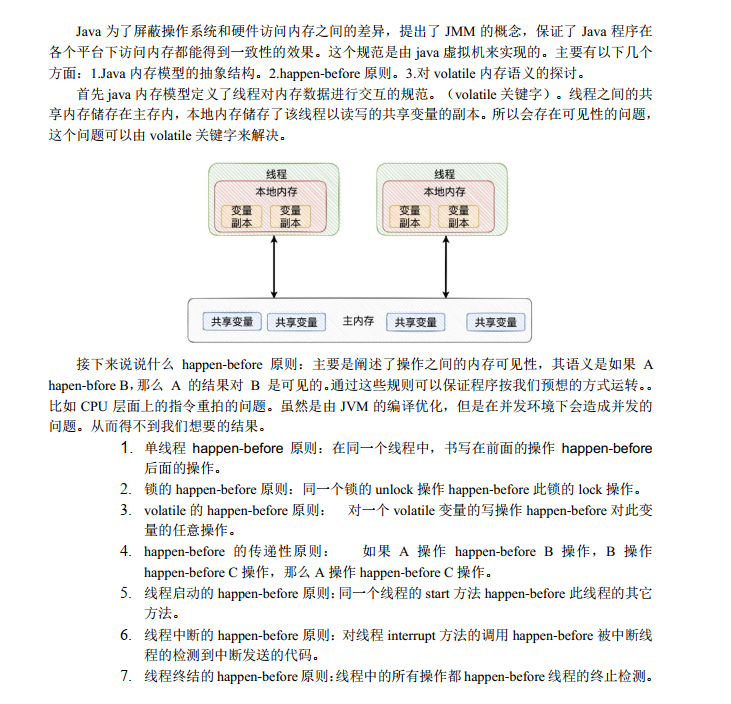 Java 为了屏蔽操作系统和硬件访问内存之间的差异，提出了 JMM 的概念，保证了 Java 程序在
各个平台下访问内存都能得到一致性的效果。这个规范是由 java 虚拟机来实现的。主要有以下几个
方面：1.Java 内存模型的抽象结构。2.happen-before 原则。3.对 volatile 内存语义的探讨。
首先 java 内存模型定义了线程对内存数据进行交互的规范。（volatile 关键字）。线程之间的共
享内存储存在主存内，本地内存储存了该线程以读写的共享变量的副本。所以会存在可见性的问题，
这个问题可以由 volatile 关键字来解决。
线程 线程
本地内存 本地内存
变量 变量 变量 变量
副本 副本 副本 副本
共享变量 共享变量 主内存 共享变量 共享变量
接下来说说什么 happen-before 原则：主要是阐述了操作之间的内存可见性，其语义是如果 A
hapen-bfore B，那么 A 的结果对 B 是可见的。通过这些规则可以保证程序按我们预想的方式运转。。
比如 CPU 层面上的指令重拍的问题。虽然是由 JVM 的编译优化，但是在并发环境下会造成并发的
问题。从而得不到我们想要的结果。
1. 单线程 happen-before 原则：在同一个线程中，书写在前面的操作 happen-before
后面的操作。
2. 锁的 happen-before 原则：同一个锁的 unlock 操作 happen-before 此锁的 lock 操作。
3. volatile 的 happen-before 原则： 对一个 volatile 变量的写操作 happen-before 对此变
量的任意操作。
4. happen-before 的传递性原则： 如果 A 操作 happen-before B 操作，B 操作
happen-before C 操作，那么 A 操作 happen-before C 操作。
5. 线程启动的 happen-before 原则：同一个线程的 start 方法 happen-before 此线程的其它
方法。
6. 线程中断的 happen-before 原则：对线程 interrupt 方法的调用 happen-before 被中断线
程的检测到中断发送的代码。
7. 线程终结的 happen-before 原则：线程中的所有操作都 happen-before 线程的终止检测。